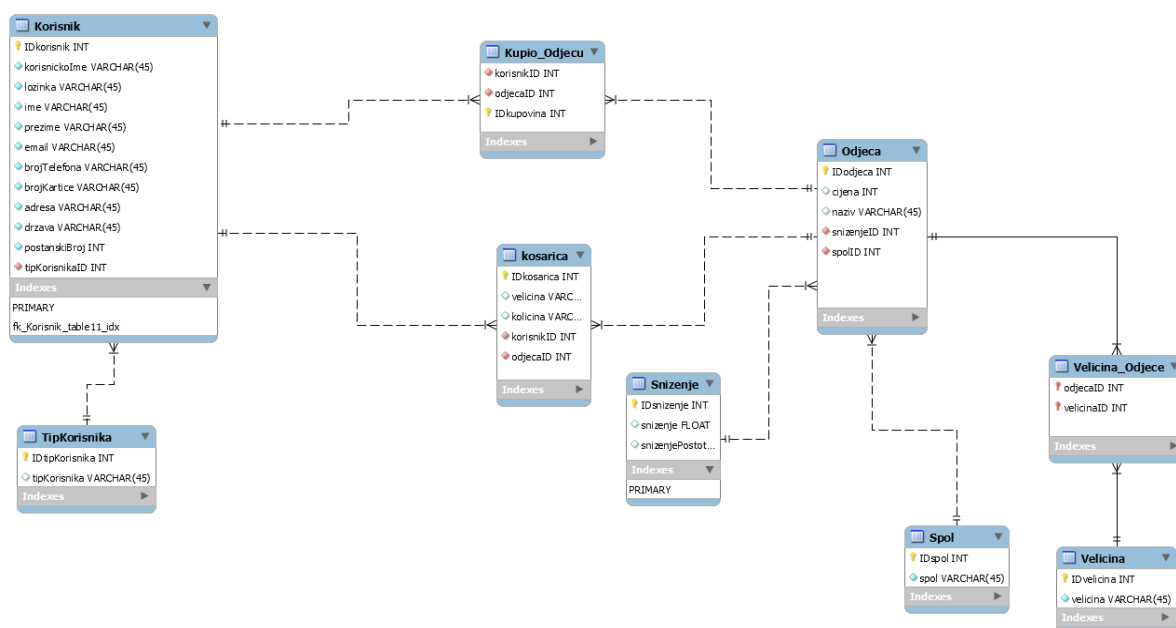 Korisnik
IDkorisnik INT
korisnickoIme VARCHAR(45)
lozinka VARCHAR(45)
ime VARCHAR(45)
prezime VARCHAR(45)
email VARCHAR(45)
brojTelefona VARCHAR(45)
brojKartice VARCHAR(45)
adresa VARCHAR(45)
drzava VARCHAR(45)
postanskiBroj INT
tipKorisnikaID INT
Indexes
PRIMARY
fk_Korisnik_table11_idx
Kupio_Odjecu
korisnikID INT
odjecaID INT
IDkupovina INT
Indexes
Odjeca
IDodjeca INT
cijena INT
naziv VARCHAR(45)
snizenjeID INT
spolID INT
Indexes
kosarica
IDkosarica INT
velicina VARC...
kolicina VARC...
korisnikID INT
odjecaID INT
Indexes
Snizenje
IDsnizenje INT
snizenje FLOAT
snizenjePostot...
Indexes
PRIMARY
Velicina_Odjece
odjecaID INT
velicinaID INT
Indexes
TipKorisnika
IDtipKorisnika INT
tipKorisnika VARCHAR(45)
Indexes
Spol
IDspol INT
spol VARCHAR(45)
Indexes
Velicina
IDvelicina INT
velicina VARCHAR(45)
Indexes